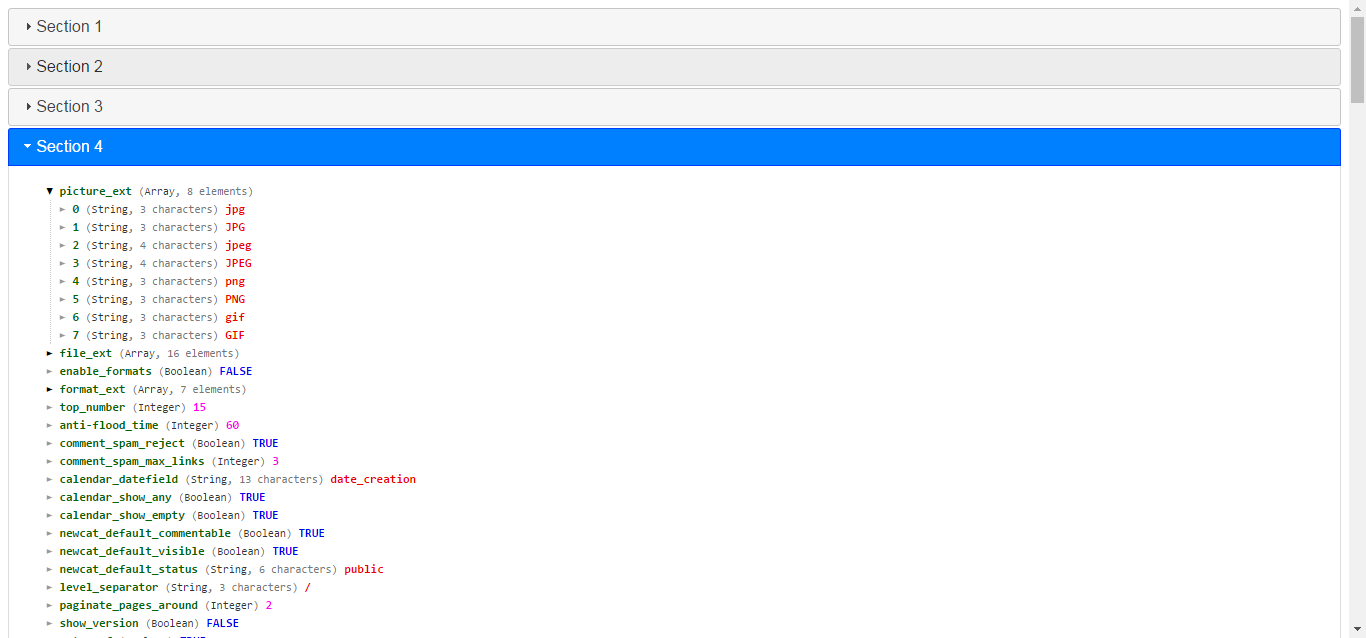 Section 1
Section 2
Section 3
Section 4
picture_ext (Array, 8 elements)
0 (String, 3 characters) jpg
1 (String, 3 characters) JPG
2 (String, 4 characters) jpeg
3 (String, 4 characters) JPEG
4 (String, 3 characters) png
5 (String, 3 characters) PNG
6 (String, 3 characters) gif
7 (String, 3 characters) GIF
file_ext (Array, 16 elements)
enable_formats (Boolean) FALSE
format_ext (Array, 7 elements)
top_number (Integer) 15
anti-flood_time (Integer) 60
comment_spam_reject (Boolean) TRUE
comment_spam_max_links (Integer) 3
calendar_datefield (String, 13 characters) date_creation
calendar_show_any (Boolean) TRUE
calendar_show_empty (Boolean) TRUE
newcat_default_commentable (Boolean) TRUE
newcat_default_visible (Boolean) TRUE
newcat_default_status (String, 6 characters) public
level_separator (String, 3 characters) /
paginate_pages_around (Integer) 2
show_version (Boolean) FALSE